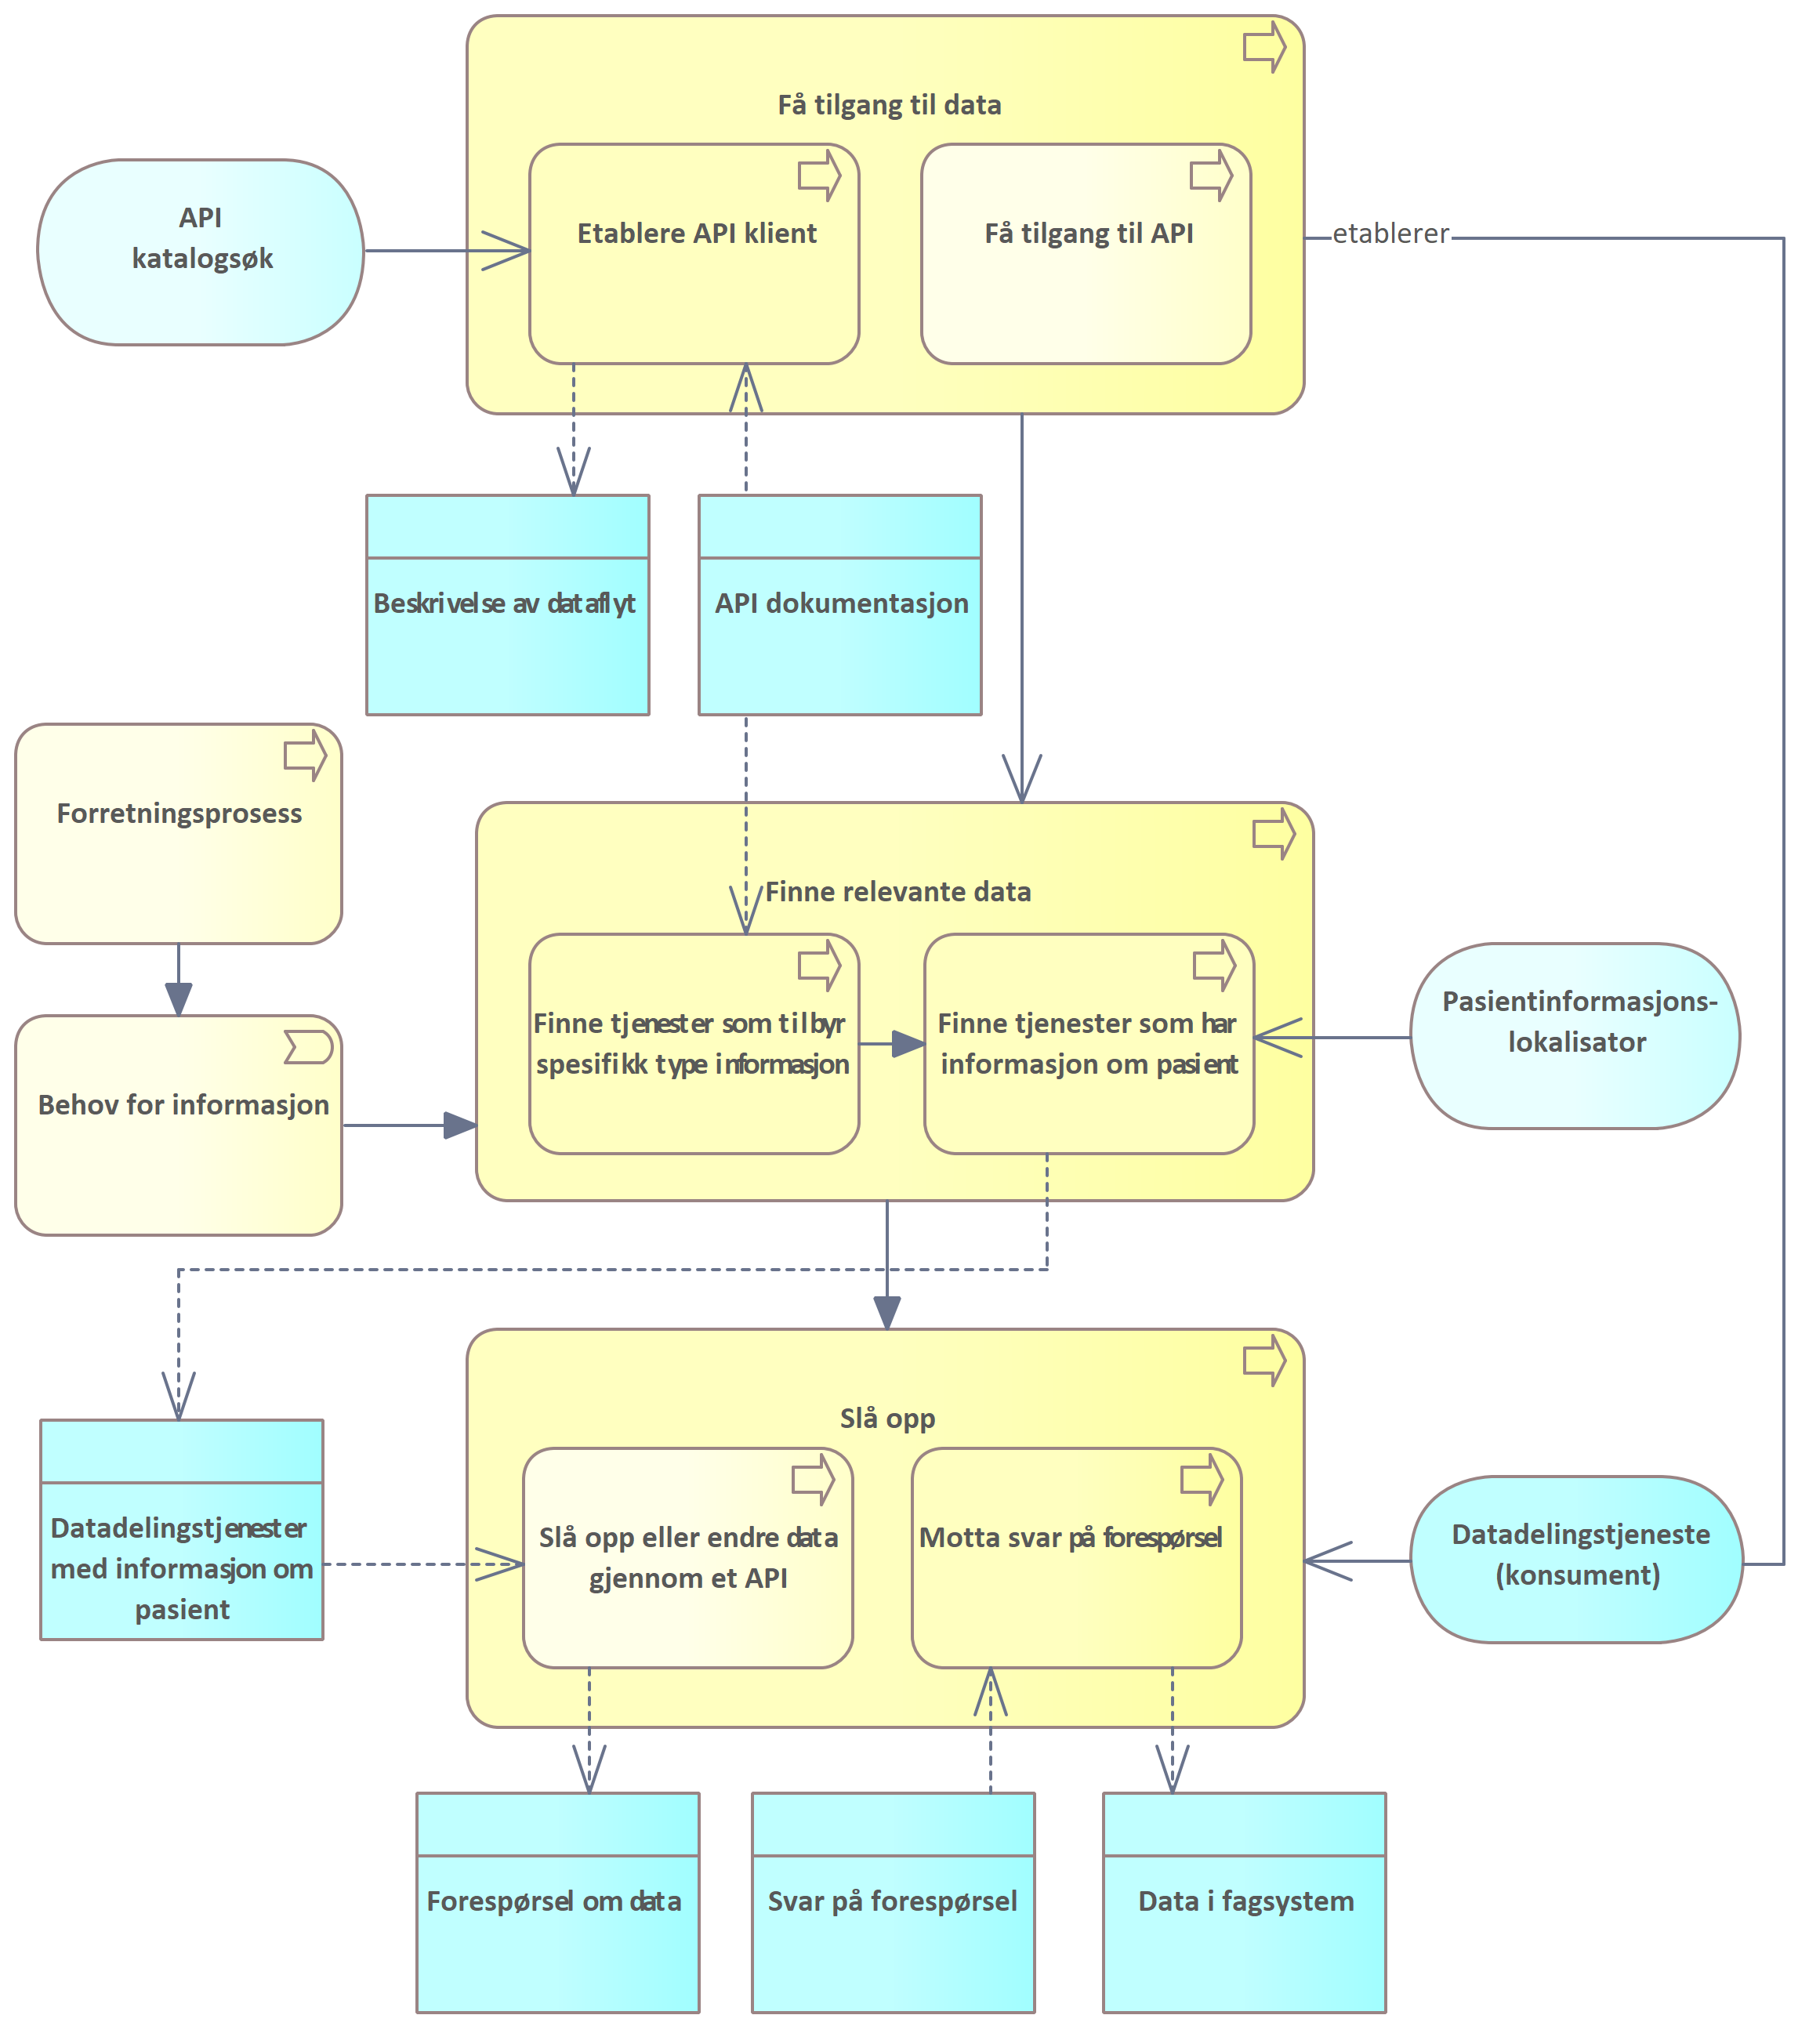 Få tilgang til data
API
katalogsøk
Etablere API klient
Få tilgang til API
etablerer
Beskrivelse av dataflyt
API dokumentasjon
Forretningsprosess
Finne relevante data
Finne tjenester som tilbyr
spesifikk type informasjon
Finne tjenester som har
informasjon om pasient
Pasientinformasjons-
lokalisator
Behov for informasjon
Slå opp
Datadelingstjenester
med informasjon om
pasient
Slå opp eller endre data
gjennom et API
Motta svar på forespørsel
Datadelingstjeneste
(konsument)
Forespørsel om data
Svar på forespørsel
Data i fagsystem